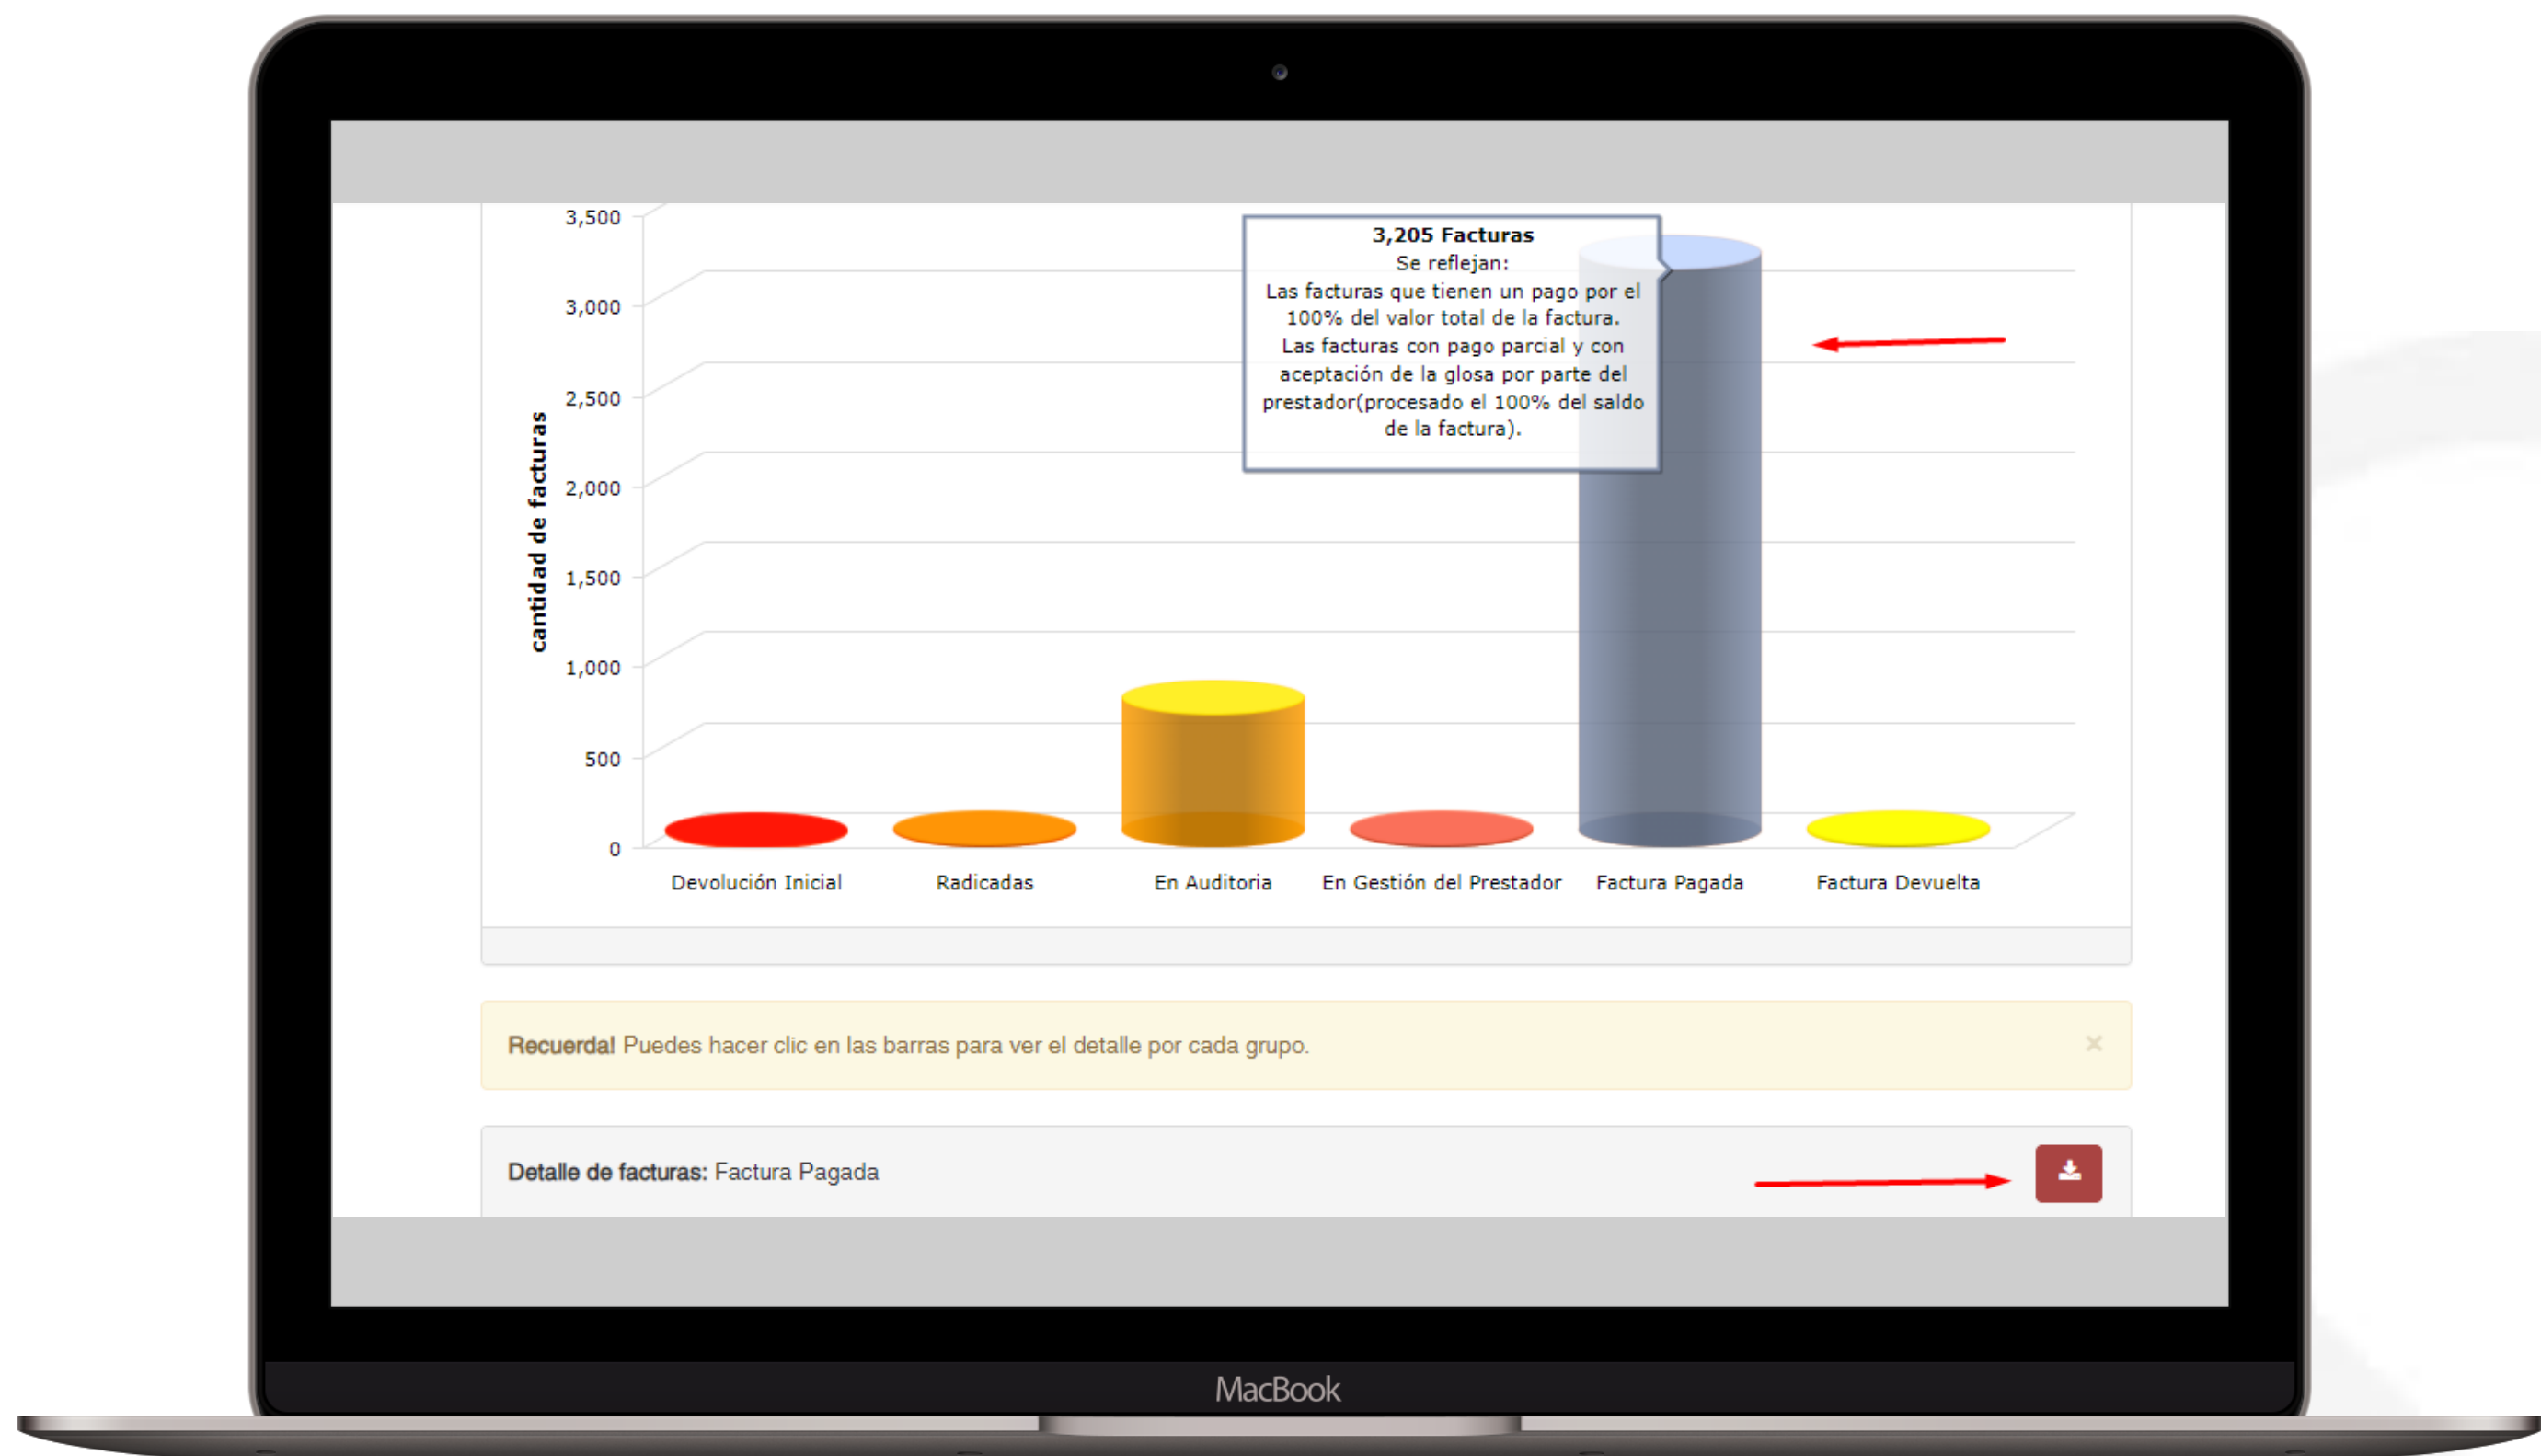 3,500
3,000
2,500
2,000
1,500
1,000
500
0
cantidad de facturas
3,205 Facturas
Se reflejan:
Las facturas que tienen un pago por el
100% del valor total de la factura.
Las facturas con pago parcial y con
aceptación de la glosa por parte del
prestador(procesado el 100% del saldo
de la factura).
Devolución Inicial
Radicadas
En Auditoria
En Gestión del Prestador
Factura Pagada
Factura Devuelta
Recuerda! Puedes hacer clic en las barras para ver el detalle por cada grupo.
×
Detalle de facturas: Factura Pagada
MacBook